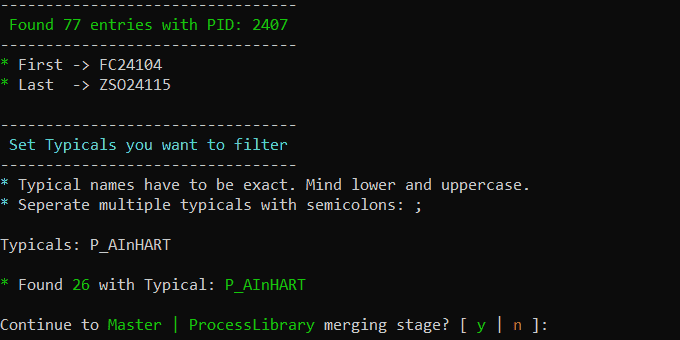 ---------------------------------
Found 77 entries with PID: 2407
---------------------------------
* First -> FC24104
* Last  -> ZSO24115
---------------------------------
Set Typicals you want to filter
---------------------------------
* Typical names have to be exact. Mind lower and uppercase.
* Seperate multiple typicals with semicolons: ;
Typicals: P_AInHART
* Found 26 with Typical: P_AInHART
Continue to Master | ProcessLibrary merging stage? [ y | n ]: